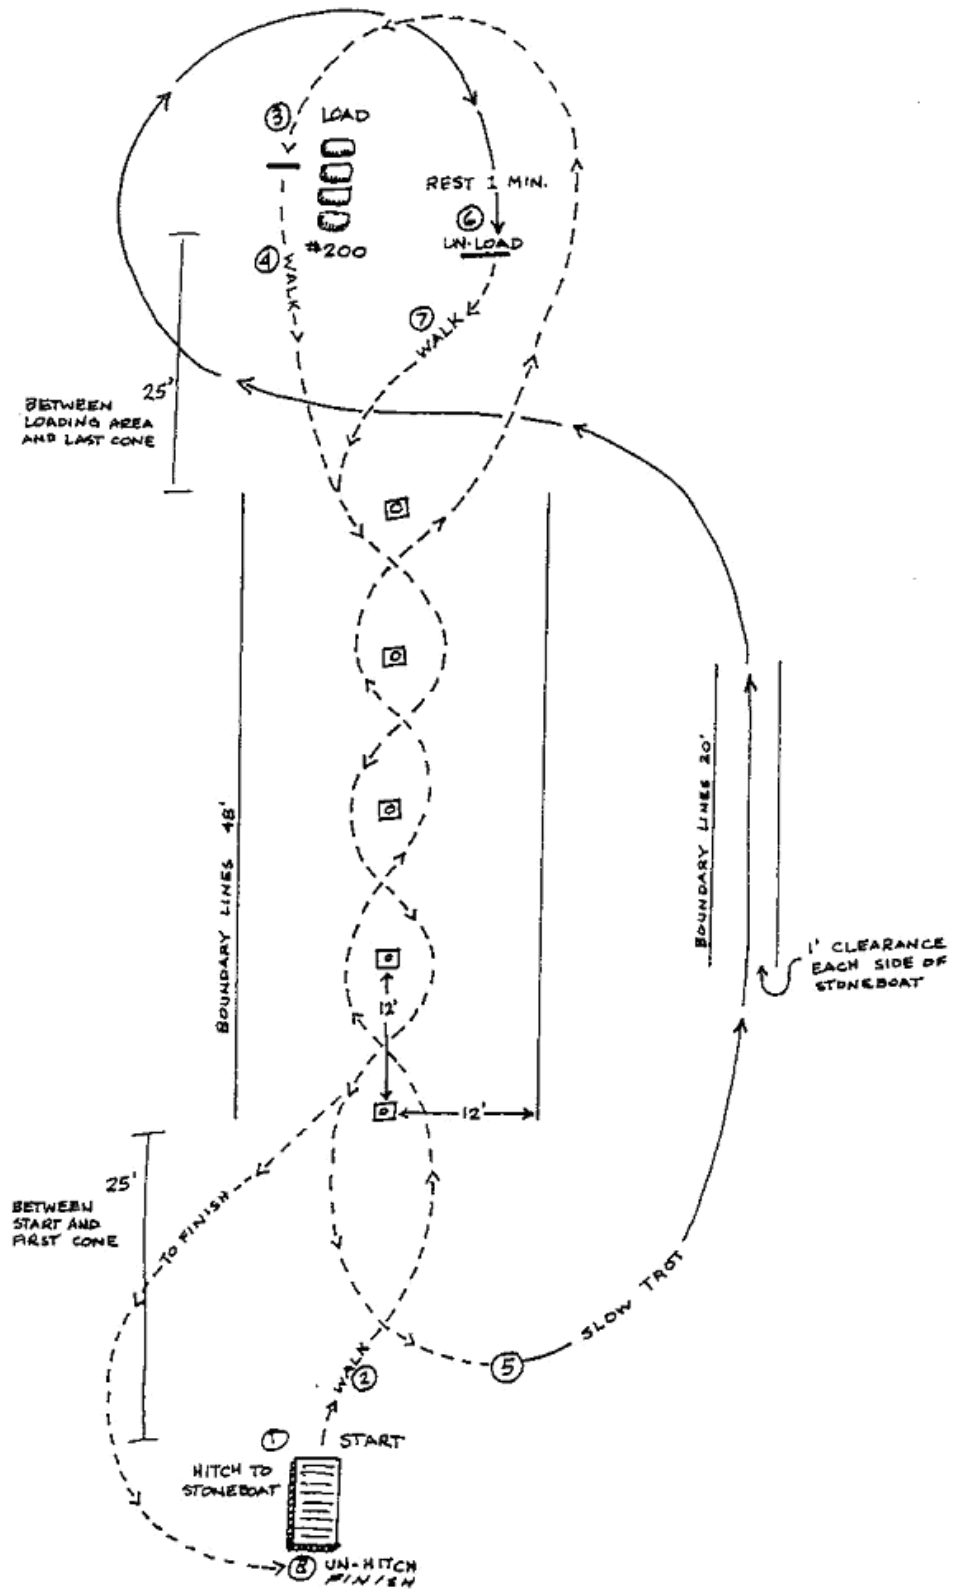 ③ LOAD
REST 1 MIN.
⑥
UN-LOAD
#200
④ WALK
⑦ WALK
25'
BETWEEN
LOADING AREA
AND LAST CONE
BOUNDARY LINES 48'
BOUNDARY LINES 20'
1' CLEARANCE
EACH SIDE OF
STONEBOAT
12'
12'
25'
BETWEEN
START AND
FIRST CONE
TO FINISH
SLOW TROT
⑤
WALK
②
① START
HITCH TO
STONEBOAT
⑧ UN-HITCH
FINISH